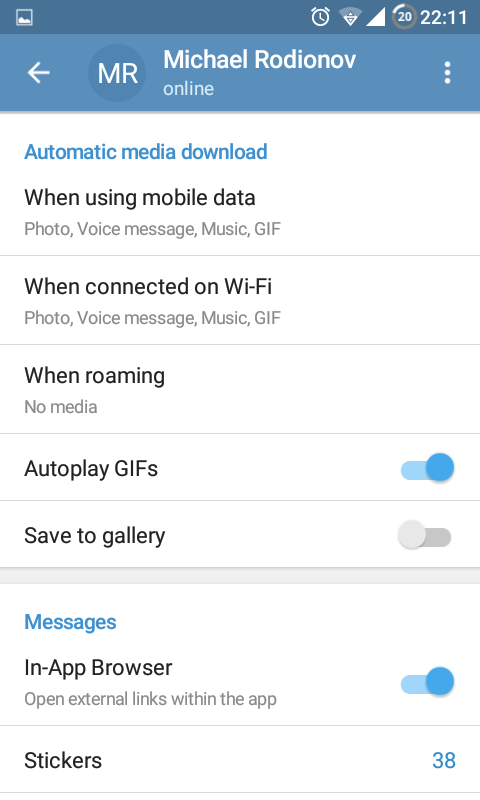 20 22:11
MR Michael Rodionov
online
Automatic media download
When using mobile data
Photo, Voice message, Music, GIF
When connected on Wi-Fi
Photo, Voice message, Music, GIF
When roaming
No media
Autoplay GIFs
Save to gallery
Messages
In-App Browser
Open external links within the app
Stickers 38